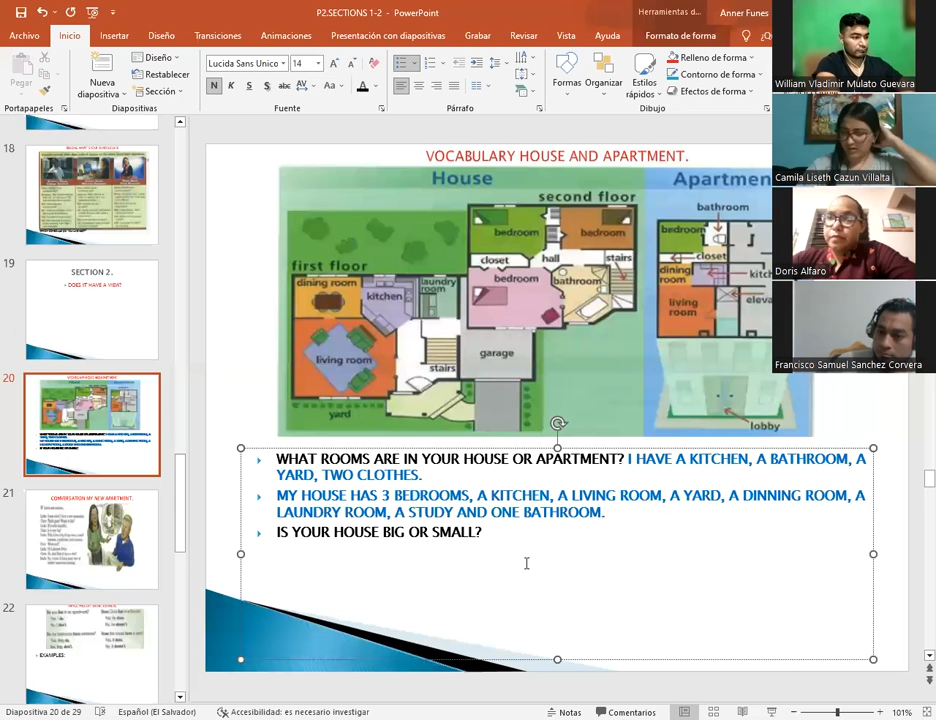 P2.SECTIONS 1-2 - PowerPoint
Herramientas d...
Anner Funes
Archivo
Inicio
Insertar
Diseño
Transiciones
Animaciones
Presentación con diapositivas
Grabar
Revisar
Vista
Ayuda
Formato de forma
Pegar
Nueva diapositiva
Diseño
Restablecer
Sección
Lucida Sans Unico
14
N
K
S
S
abc
AV
Aa
A
Formas
Organizar
Estilos rápidos
Relleno de forma
Contorno de forma
Efectos de forma
Portapapeles
Diapositivas
Fuente
Párrafo
Dibujo
William Vladimir Mulato Guevara
Camila Liseth Cazun Villalta
Doris Alfaro
Francisco Samuel Sanchez Corvera
18
19
SECTION 2.
DOES IT HAVE A VIEW?
20
21
CONVERSATION MY NEW APARTMENT.
22
EXAMPLES:
VOCABULARY HOUSE AND APARTMENT.
House
Apartmen
second floor
bathroom
bedroom
bedroom
bedroom
closet
hall
stairs
closet
first floor
dining room
kitchen
laundry room
bedroom
bathroom
dining room
kitch
living room
eleva
living room
garage
stairs
yard
lobby
WHAT ROOMS ARE IN YOUR HOUSE OR APARTMENT? I HAVE A KITCHEN, A BATHROOM, A
YARD, TWO CLOTHES.
MY HOUSE HAS 3 BEDROOMS, A KITCHEN, A LIVING ROOM, A YARD, A DINNING ROOM, A
LAUNDRY ROOM, A STUDY AND ONE BATHROOM.
IS YOUR HOUSE BIG OR SMALL?
Diapositiva 20 de 29
Español (El Salvador)
Accesibilidad: es necesario investigar
Notas
Comentarios
101%